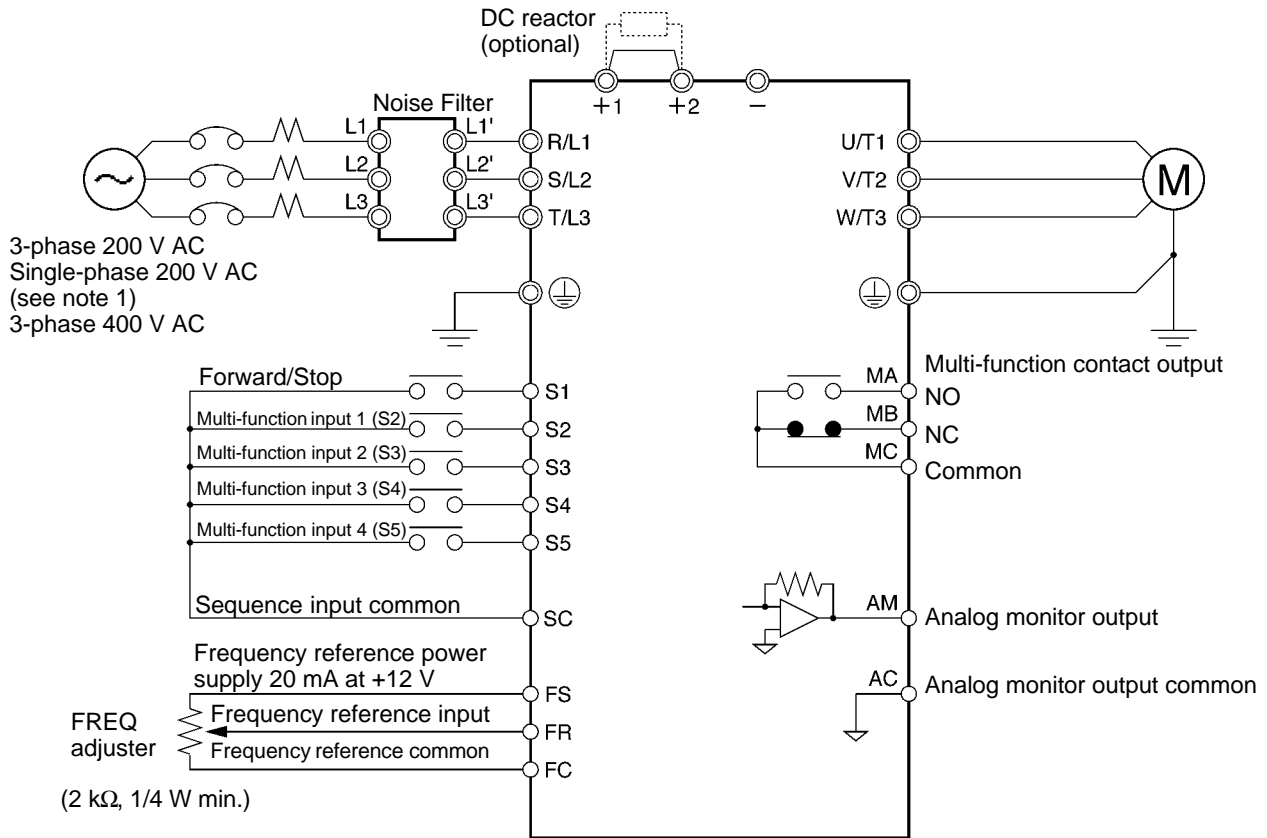 DC reactor
(optional)
+1
+2
−
Noise Filter
L1
L1'
R/L1
L2
L2'
S/L2
L3
L3'
T/L3
U/T1
V/T2
W/T3
M
3-phase 200 V AC
Single-phase 200 V AC
(see note 1)
3-phase 400 V AC
Forward/Stop
S1
Multi-function input 1 (S2)
S2
Multi-function input 2 (S3)
S3
Multi-function input 3 (S4)
S4
Multi-function input 4 (S5)
S5
Sequence input common
SC
Frequency reference power
supply 20 mA at +12 V
FS
Frequency reference input
FR
Frequency reference common
FC
FREQ
adjuster
(2 kΩ, 1/4 W min.)
Multi-function contact output
MA
NO
MB
NC
MC
Common
AM
Analog monitor output
AC
Analog monitor output common